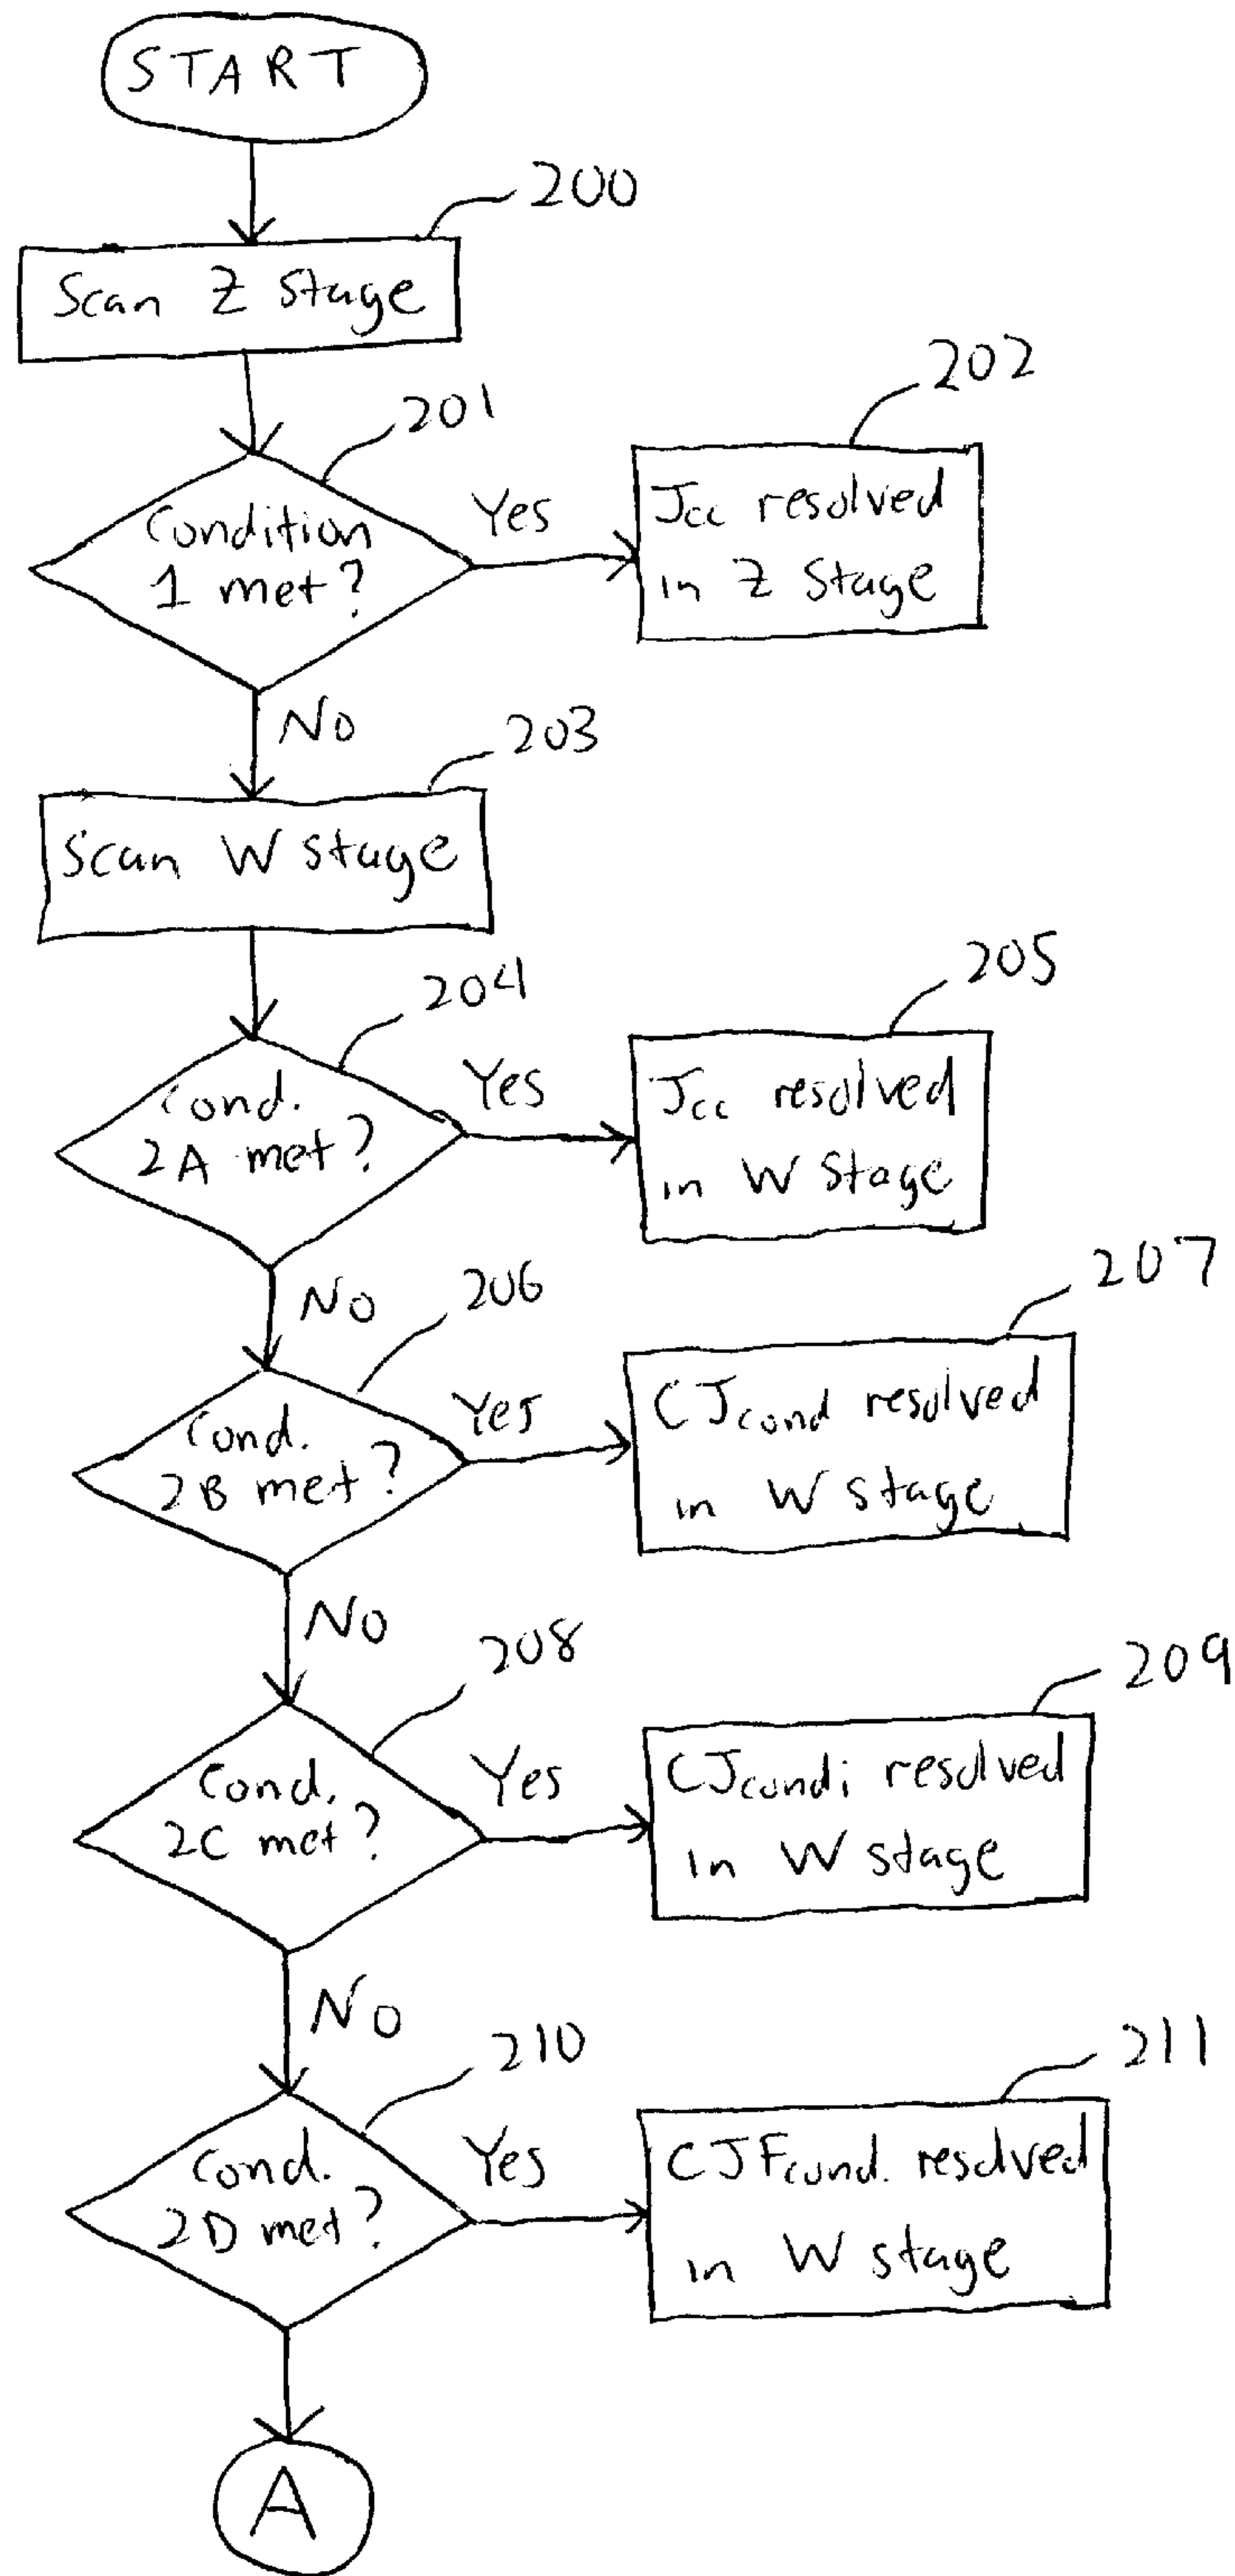 START
200
Scan Z Stage
201
202
Condition
1 met?
Yes
Jcc resolved
in Z Stage
No
203
Scan W stage
204
205
Cond.
2A met?
Yes
Jcc resolved
in W Stage
No
206
207
Cond.
2B met?
Yes
CJcond resolved
in W stage
No
208
209
Cond.
2C met?
Yes
CJcondi resolved
in W stage
No
210
211
Cond.
2D met?
Yes
CJFcond. resolved
in W stage
A